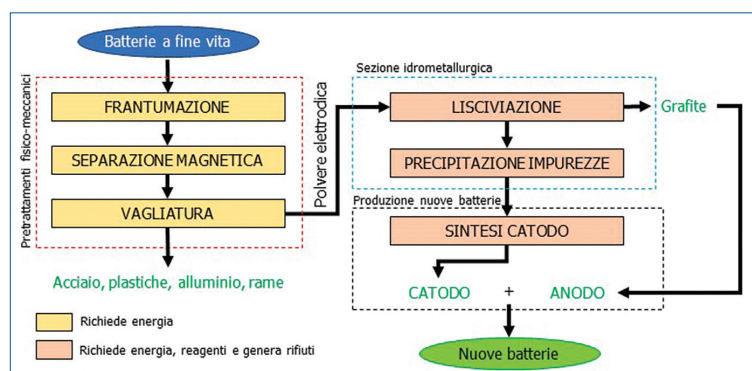 Batterie a fine vita
Pretrattamenti fisico-meccanici
FRANTUMAZIONE
SEPARAZIONE MAGNETICA
VAGLIATURA
Acciaio, plastiche, alluminio, rame
Polvere elettrodica
Sezione idrometallurgica
LISCIVIAZIONE
Grafite
PRECIPITAZIONE IMPUREZZE
Produzione nuove batterie
SINTESI CATODO
CATODO + ANODO
Nuove batterie
Richiede energia
Richiede energia, reagenti e genera rifiuti